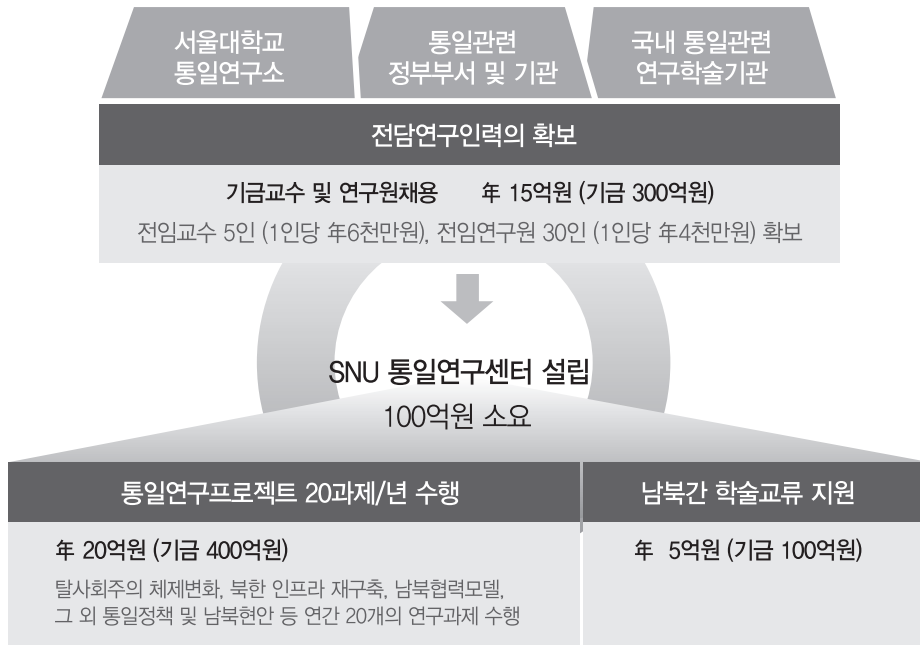 서울대학교
통일연구소
통일관련
정부부서 및 기관
국내 통일관련
연구학술기관
전담연구인력의 확보
기금교수 및 연구원채용 年 15억원 (기금 300억원)
전임교수 5인 (1인당 年6천만원), 전임연구원 30인 (1인당 年4천만원) 확보
SNU 통일연구센터 설립
100억원 소요
통일연구프로젝트 20과제/년 수행
年 20억원 (기금 400억원)
탈사회주의 체제변화, 북한 인프라 재구축, 남북협력모델,
그 외 통일정책 및 남북현안 등 연간 20개의 연구과제 수행
남북간 학술교류 지원
年 5억원 (기금 100억원)